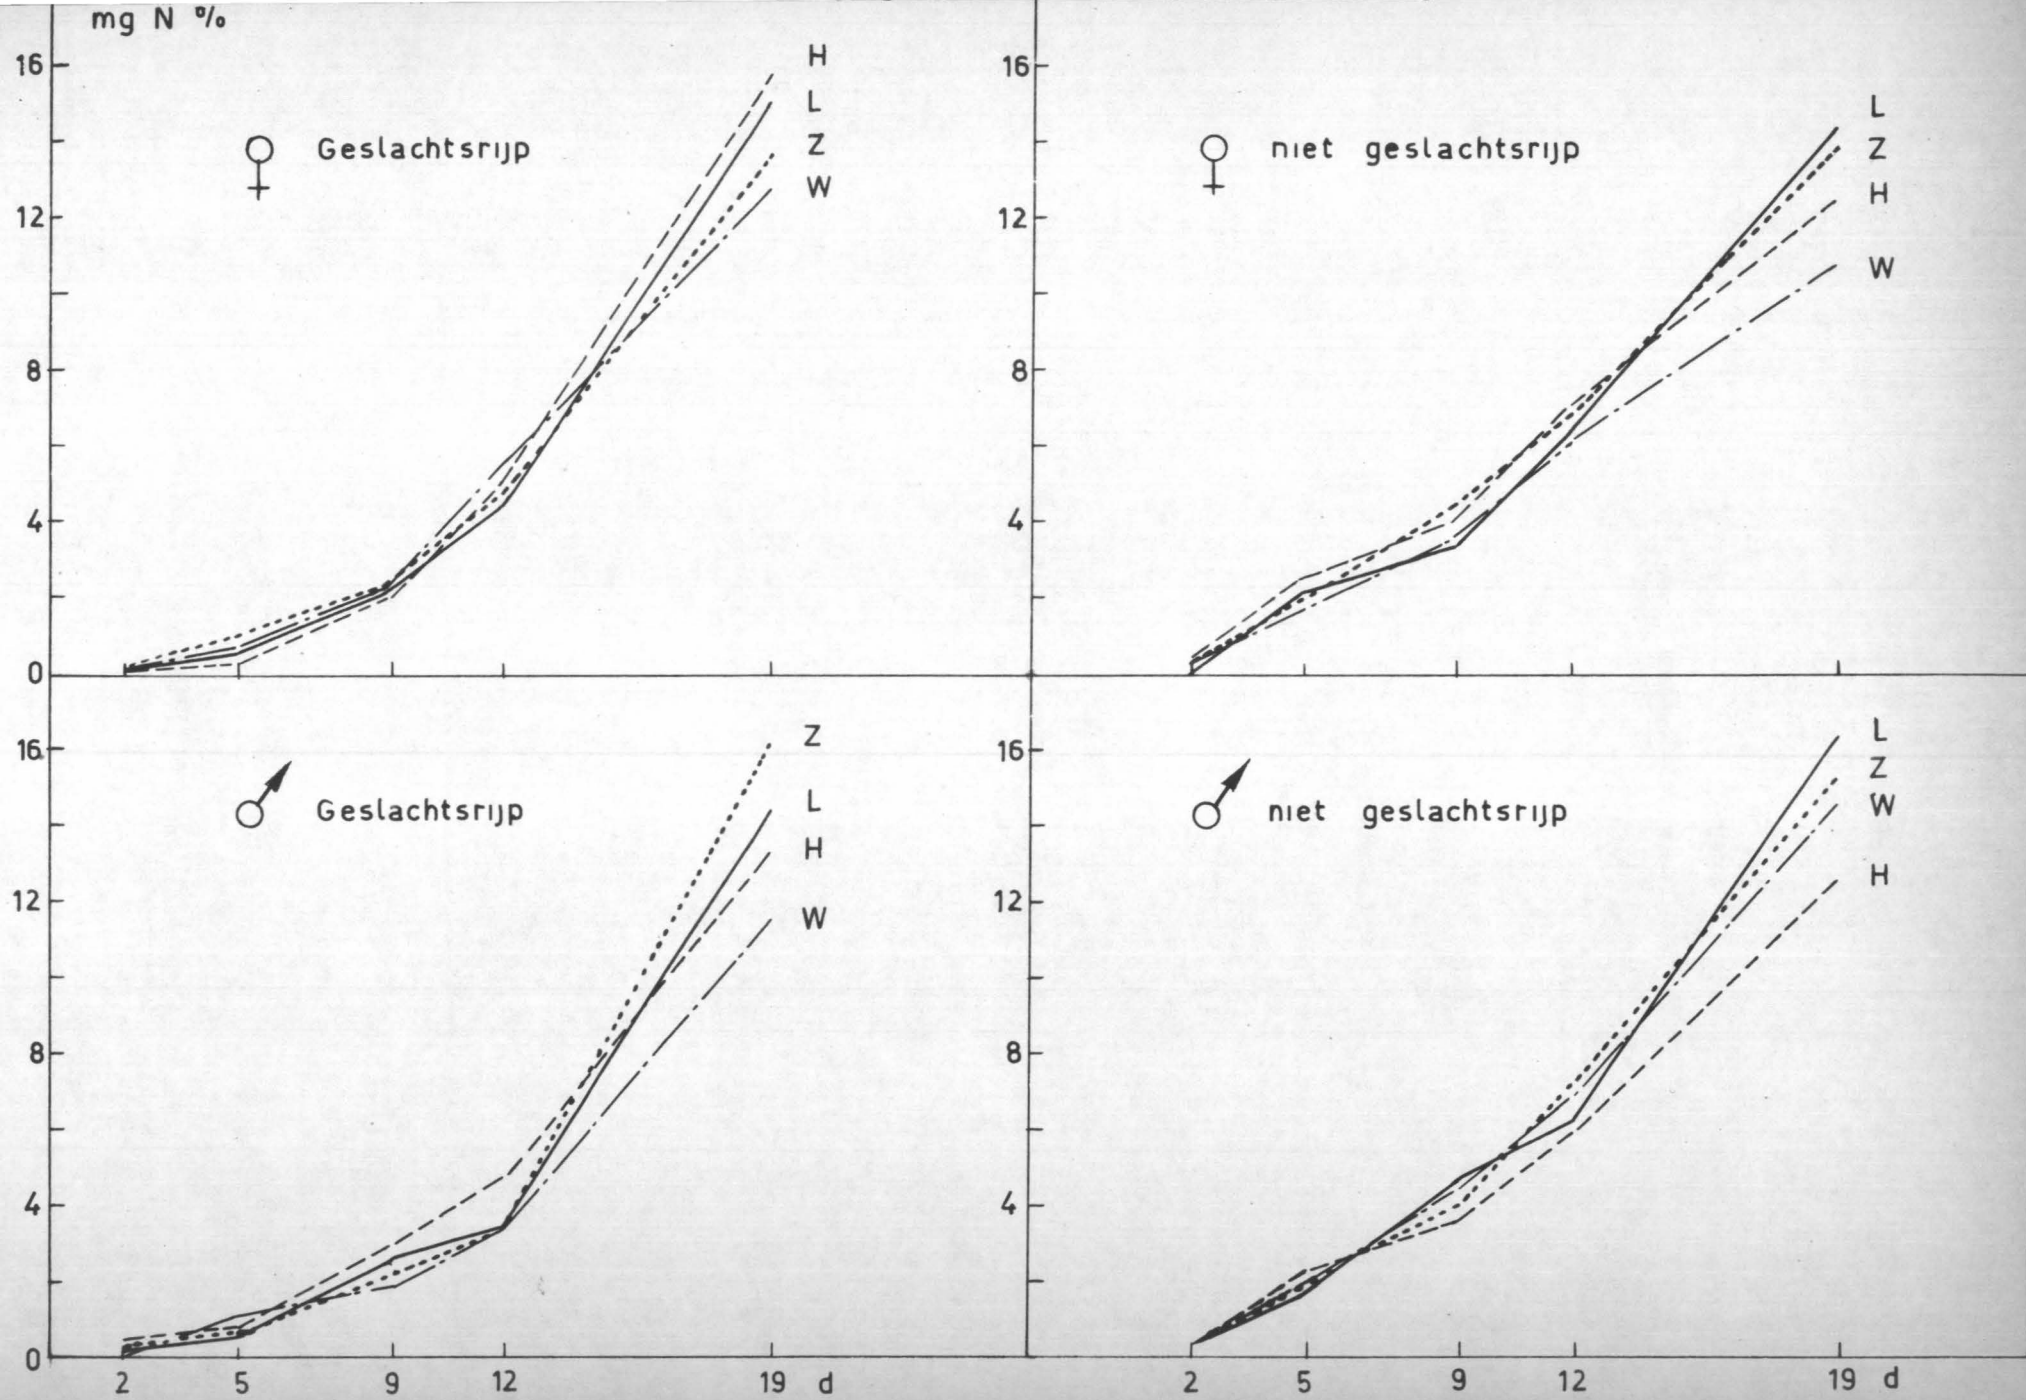 mg N %
16
12
8
4
0
♀ Geslachtsrijp
H
L
Z
W
16
12
8
4
♀ niet geslachtsrijp
L
Z
H
W
16
12
8
4
0
♂ Geslachtsrijp
Z
L
H
W
2 5 9 12 19 d
16
12
8
4
♂ niet geslachtsrijp
L
Z
W
H
2 5 9 12 19 d